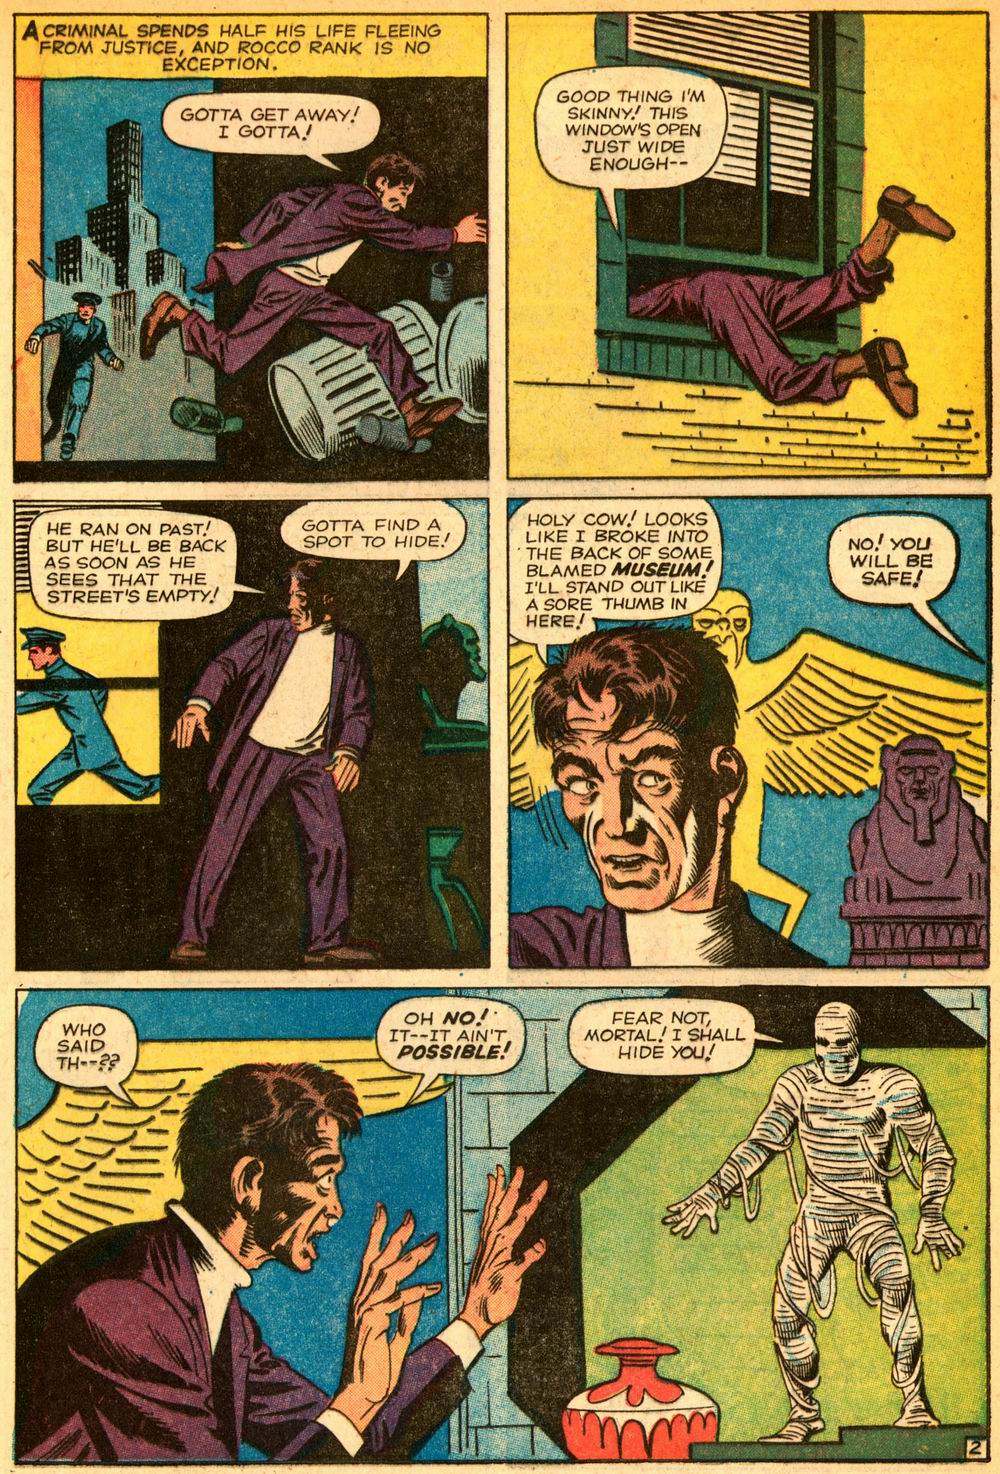 A CRIMINAL SPENDS HALF HIS LIFE FLEEING
FROM JUSTICE, AND ROCCO RANK IS NO
EXCEPTION.
GOTTA GET AWAY!
I GOTTA!
GOOD THING I'M
SKINNY! THIS
WINDOW'S OPEN
JUST WIDE
ENOUGH--
HE RAN ON PAST!
BUT HE'LL BE BACK
AS SOON AS HE
SEES THAT THE
STREET'S EMPTY!
GOTTA FIND A
SPOT TO HIDE!
HOLY COW! LOOKS
LIKE I BROKE INTO
THE BACK OF SOME
BLAMED MUSEUM!
I'LL STAND OUT LIKE
A SORE THUMB IN
HERE!
NO! YOU
WILL BE
SAFE!
WHO
SAID
TH--??
OH NO!
IT--IT AIN'T
POSSIBLE!
FEAR NOT,
MORTAL! I SHALL
HIDE YOU!
2